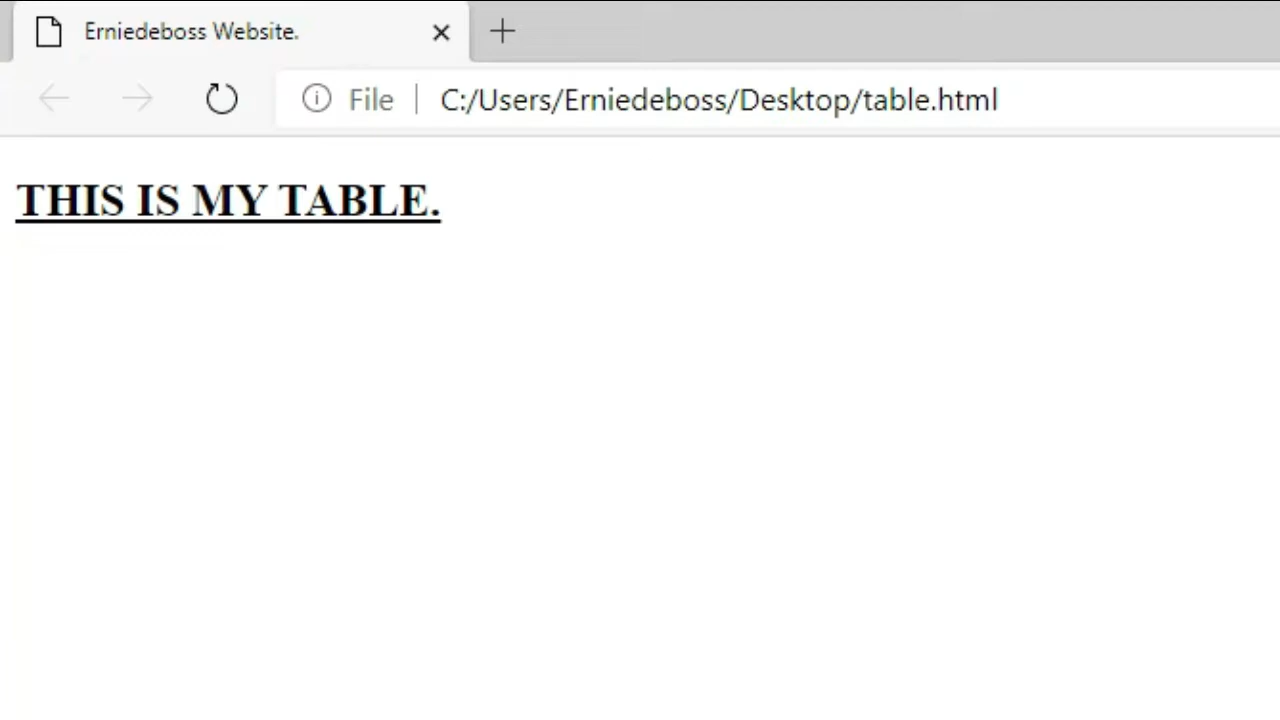 Erniedeboss Website.
File | C:/Users/Erniedeboss/Desktop/table.html
THIS IS MY TABLE.